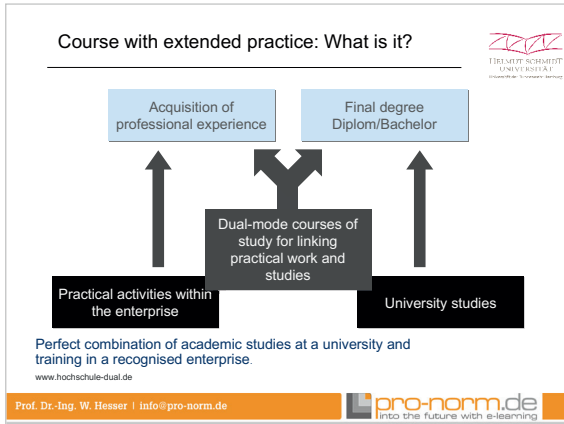 Course with extended practice: What is it?
HELMUT SCHMIDT
UNIVERSITÄT
Acquisition of
professional experience
Final degree
Diplom/Bachelor
Dual-mode courses of
study for linking
practical work and
studies
Practical activities within
the enterprise
University studies
Perfect combination of academic studies at a university and
training in a recognised enterprise.
www.hochschule-dual.de
Prof. Dr.-Ing. W. Hesser | info@pro-norm.de
pro-norm.de
into the future with e-learning